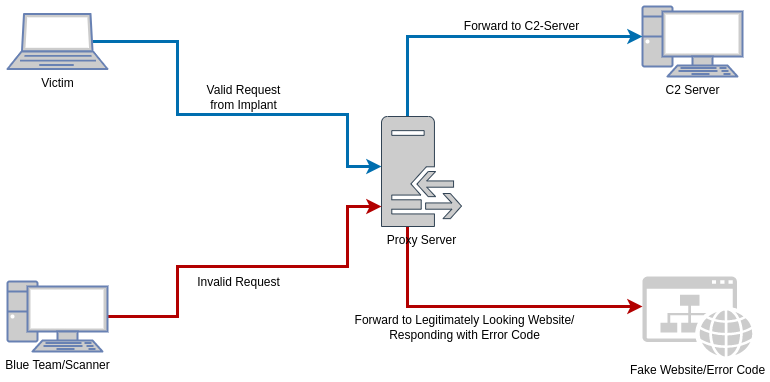 Forward to C2-Server
Victim
C2 Server
Valid Request
from Implant
Proxy Server
Invalid Request
Forward to Legitimately Looking Website/
Responding with Error Code
Blue Team/Scanner
Fake Website/Error Code